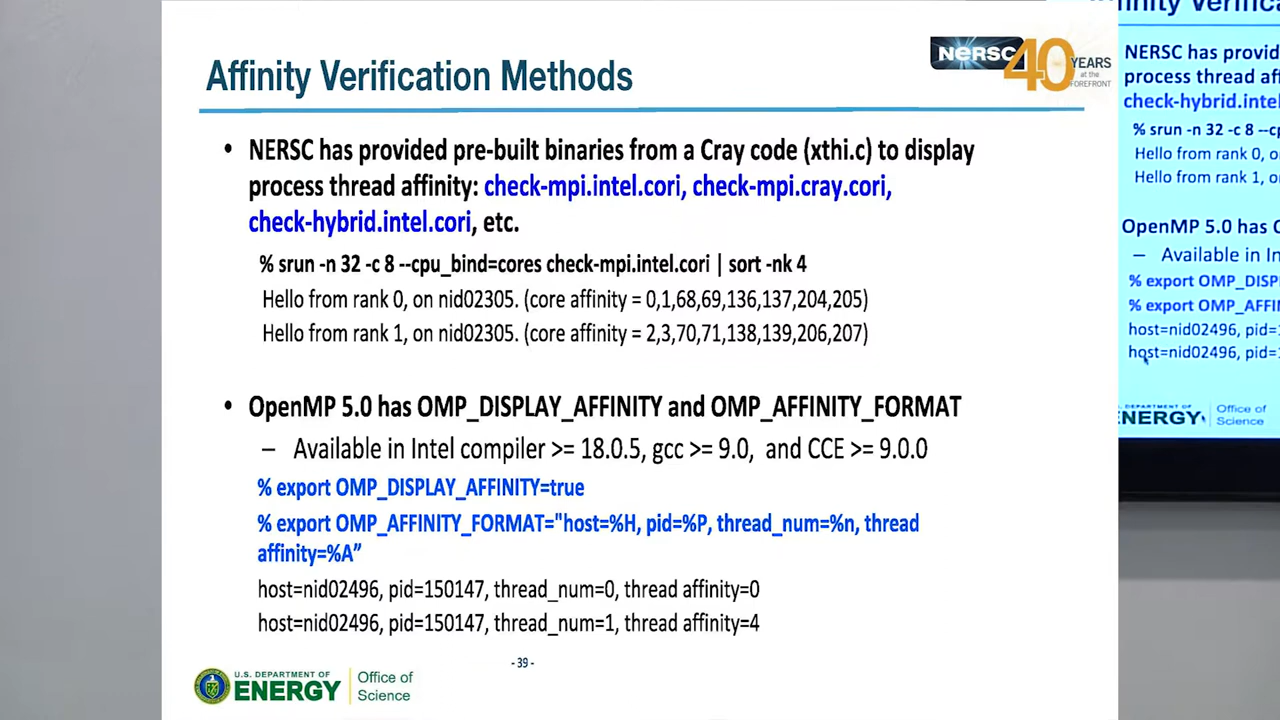 NERSC 40 YEARS
at the
FOREFRONT
Affinity Verification Methods
• NERSC has provided pre-built binaries from a Cray code (xthi.c) to display
process thread affinity: check-mpi.intel.cori, check-mpi.cray.cori,
check-hybrid.intel.cori, etc.
% srun -n 32 -c 8 --cpu_bind=cores check-mpi.intel.cori | sort -nk 4
Hello from rank 0, on nid02305. (core affinity = 0,1,68,69,136,137,204,205)
Hello from rank 1, on nid02305. (core affinity = 2,3,70,71,138,139,206,207)
• OpenMP 5.0 has OMP_DISPLAY_AFFINITY and OMP_AFFINITY_FORMAT
– Available in Intel compiler >= 18.0.5, gcc >= 9.0, and CCE >= 9.0.0
% export OMP_DISPLAY_AFFINITY=true
% export OMP_AFFINITY_FORMAT="host=%H, pid=%P, thread_num=%n, thread
affinity=%A”
host=nid02496, pid=150147, thread_num=0, thread affinity=0
host=nid02496, pid=150147, thread_num=1, thread affinity=4
- 39 -
U.S. DEPARTMENT OF
ENERGY
Office of
Science
NERSC has provid
process thread aff
check-hybrid.intel
% srun -n 32 -c 8 --cp
Hello from rank 0, o
Hello from rank 1, o
OpenMP 5.0 has O
– Available in In
% export OMP_DISP
% export OMP_AFFI
host=nid02496, pid=1
host=nid02496, pid=1
DEPARTMENT OF
ENERGY
Office of
Science